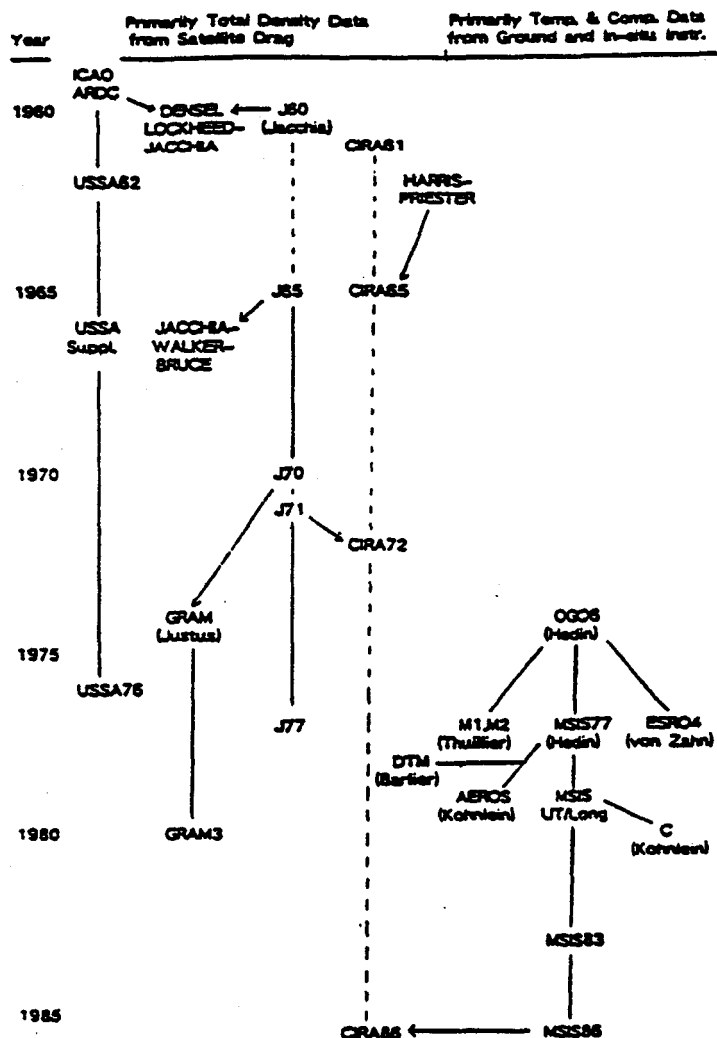 Primarily Total Density Data
from Satellite Drag
Primarily Temp. & Comp. Data
from Ground and In-situ Instr.
Year
ICAO
ARDC
1960
DENSEL
LOCKHEED-
JACCHIA
J60
(Jacchia)
CIRA61
USSA62
HARRIS-
PRIESTER
1965
J65
CIRA65
USSA
Suppl.
JACCHIA-
WALKER-
BRUCE
1970
J70
J71
CIRA72
GRAM
(Justus)
OGO6
(Hedin)
1975
USSA76
J77
M1,M2
(Thuillier)
MSIS77
(Hedin)
ESRO4
(von Zahn)
DTM
(Barlier)
AEROS
(Kohnlein)
MSIS
UT/Long
1980
GRAM3
C
(Kohnlein)
MSIS83
1985
CIRA86
MSIS86